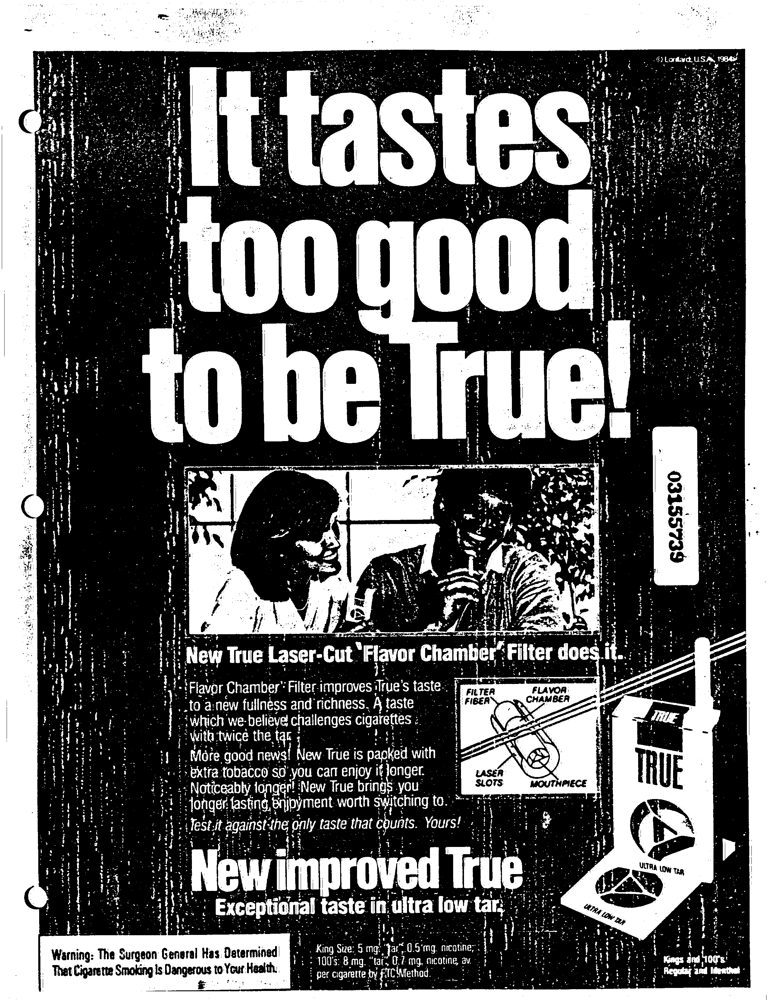 © Lorillard, U.S.A., 1984
It tastes
too good
to be True!
03155739
New True Laser-Cut "Flavor Chamber" Filter does it.
Flavor Chamber" Filter improves True's taste
to a new fullness and richness. A taste
which we believe challenges cigarettes
with twice the tar.
More good news! New True is packed with
extra tobacco so you can enjoy it longer.
Noticeably longer! New True brings you
longer lasting enjoyment worth switching to.
Test it against the only taste that counts. Yours!
FILTER
FIBER
FLAVOR
CHAMBER
LASER
SLOTS
MOUTHPIECE
TRUE
TRUE
ULTRA LOW TAR
ULTRA LOW TAR
New improved True
Exceptional taste in ultra low tar.
Warning: The Surgeon General Has Determined
That Cigarette Smoking Is Dangerous to Your Health.
King Size: 5 mg. "tar", 0.5 mg. nicotine;
100's: 8 mg. "tar", 0.7 mg. nicotine, av.
per cigarette by FTC Method.
Kings and 100's
Regular and Menthol